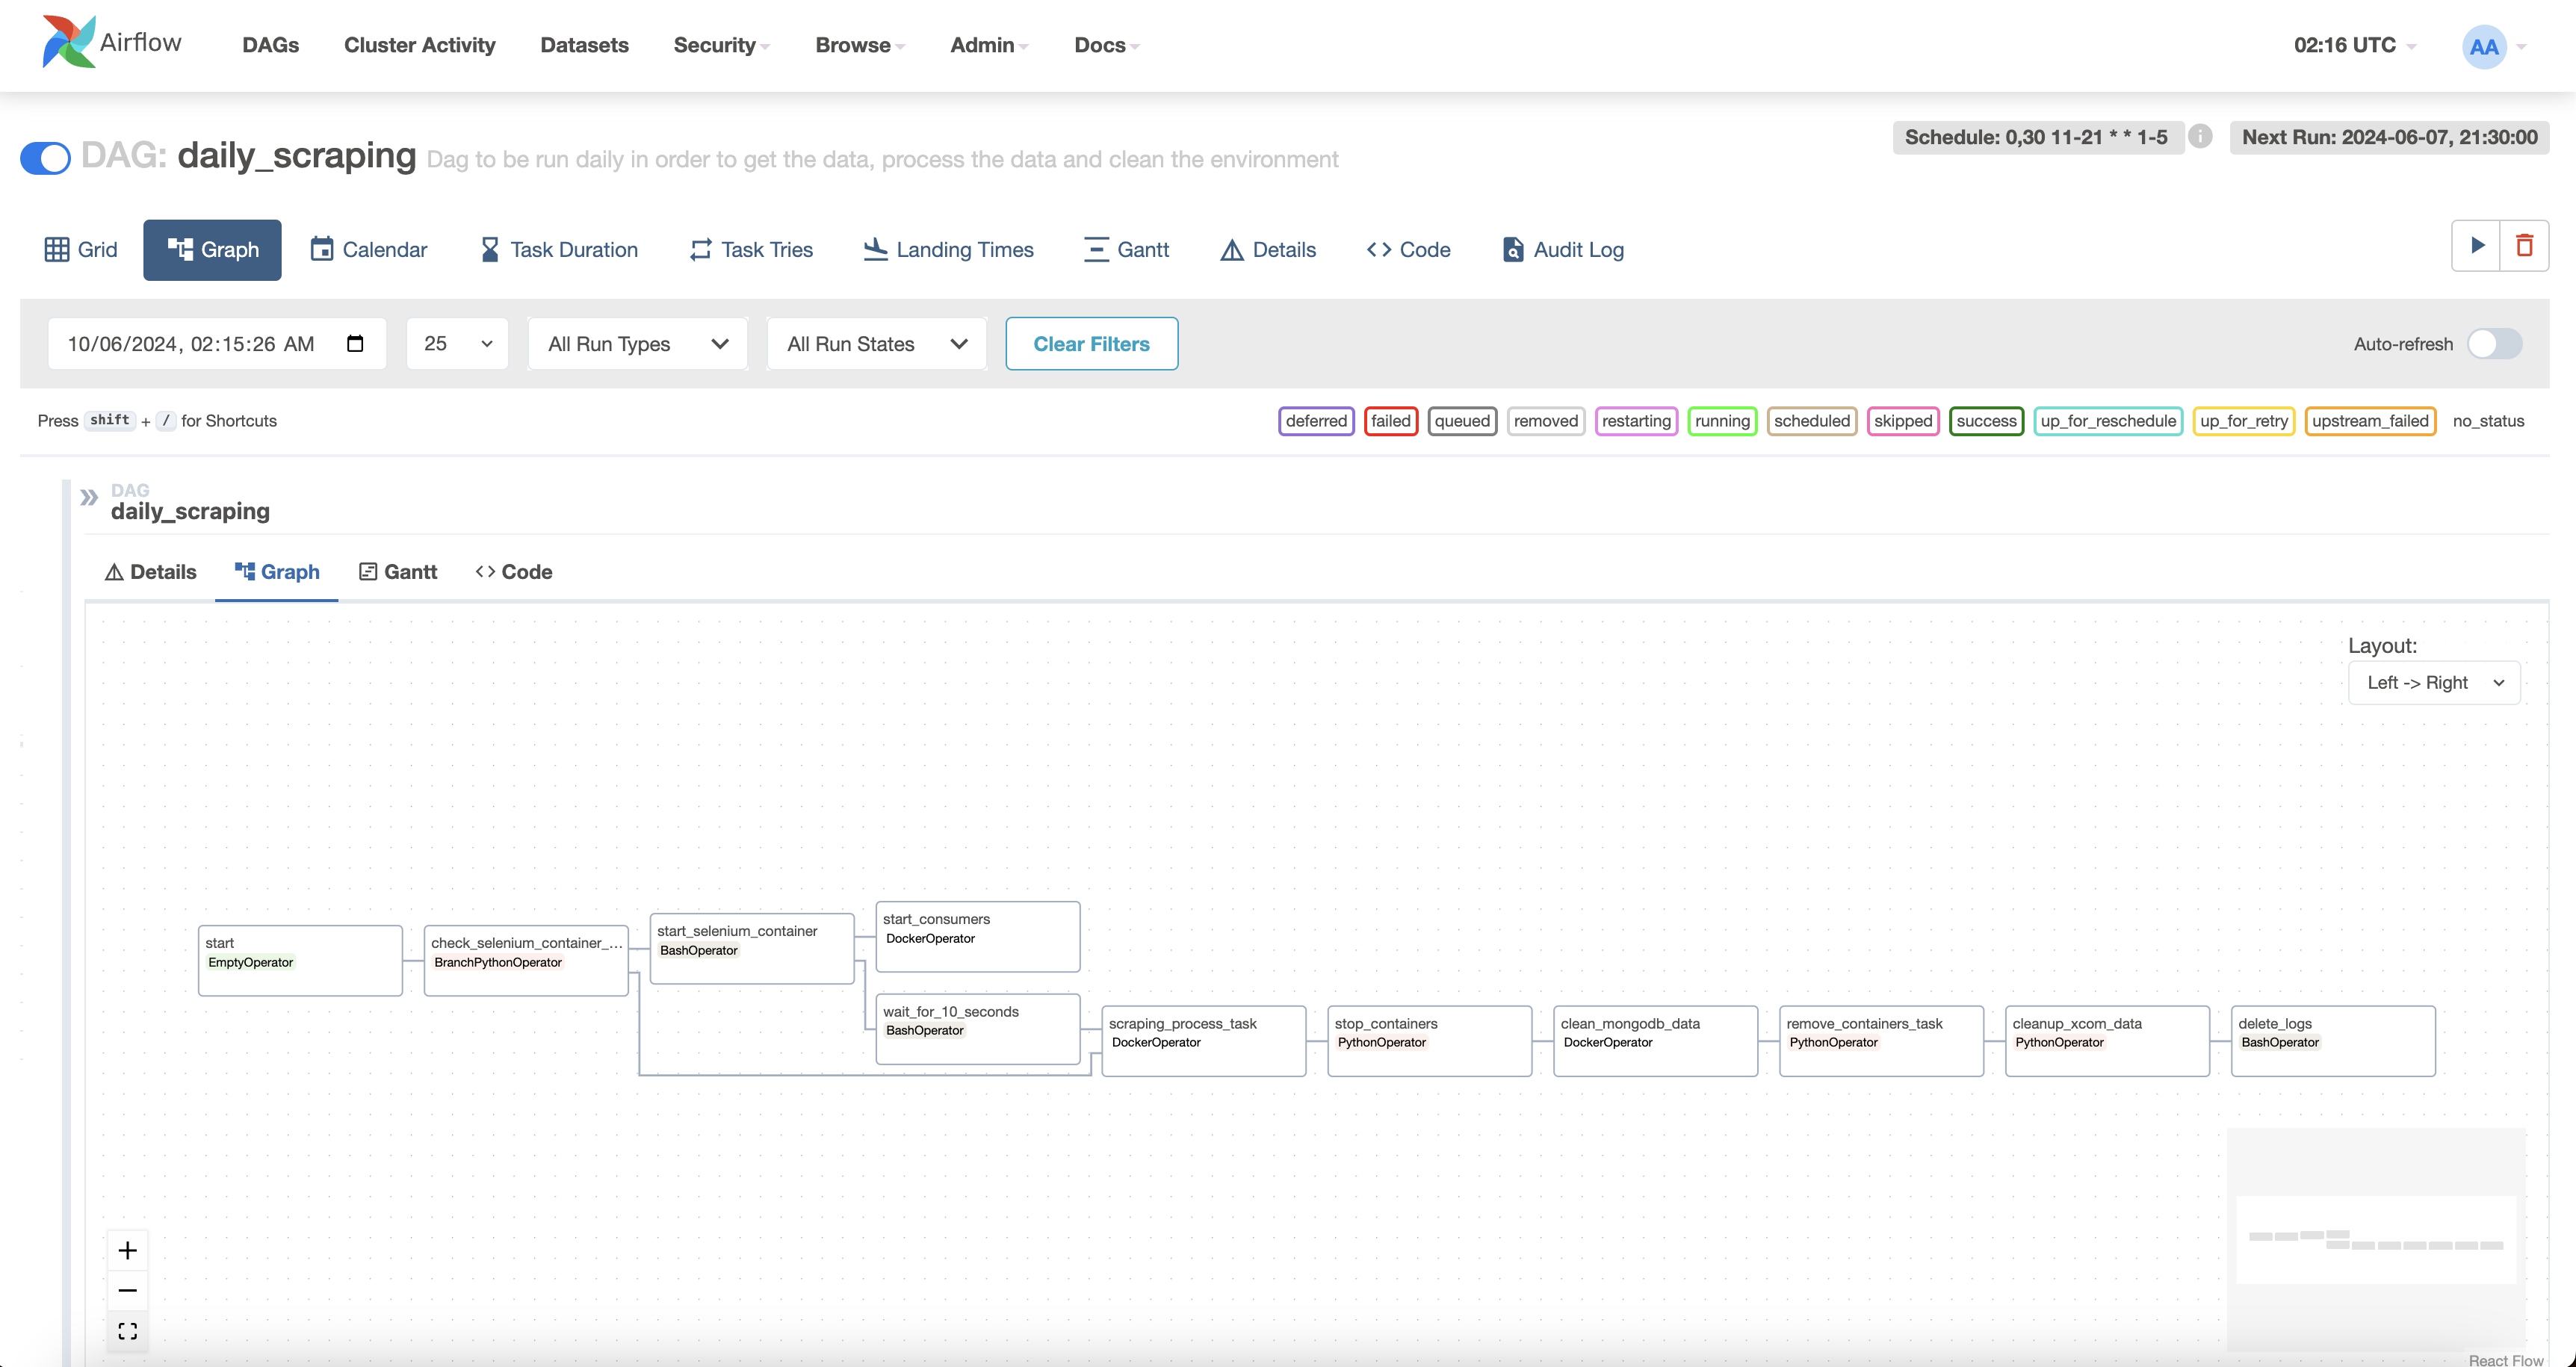 Airflow
DAGs Cluster Activity Datasets Security Browse Admin Docs 02:16 UTC AA
DAG: daily_scraping Dag to be run daily in order to get the data, process the data and clean the environment
Schedule: 0,30 11-21 * * 1-5 i Next Run: 2024-06-07, 21:30:00
Grid Graph Calendar Task Duration Task Tries Landing Times Gantt Details Code Audit Log
10/06/2024, 02:15:26 AM 25 All Run Types All Run States Clear Filters Auto-refresh
Press shift + / for Shortcuts
deferred failed queued removed restarting running scheduled skipped success up_for_reschedule up_for_retry upstream_failed no_status
DAG
daily_scraping
Details Graph Gantt Code
Layout:
Left -> Right
start
EmptyOperator
check_selenium_container_...
BranchPythonOperator
start_selenium_container
BashOperator
start_consumers
DockerOperator
wait_for_10_seconds
BashOperator
scraping_process_task
DockerOperator
stop_containers
PythonOperator
clean_mongodb_data
DockerOperator
remove_containers_task
PythonOperator
cleanup_xcom_data
PythonOperator
delete_logs
BashOperator
React Flow